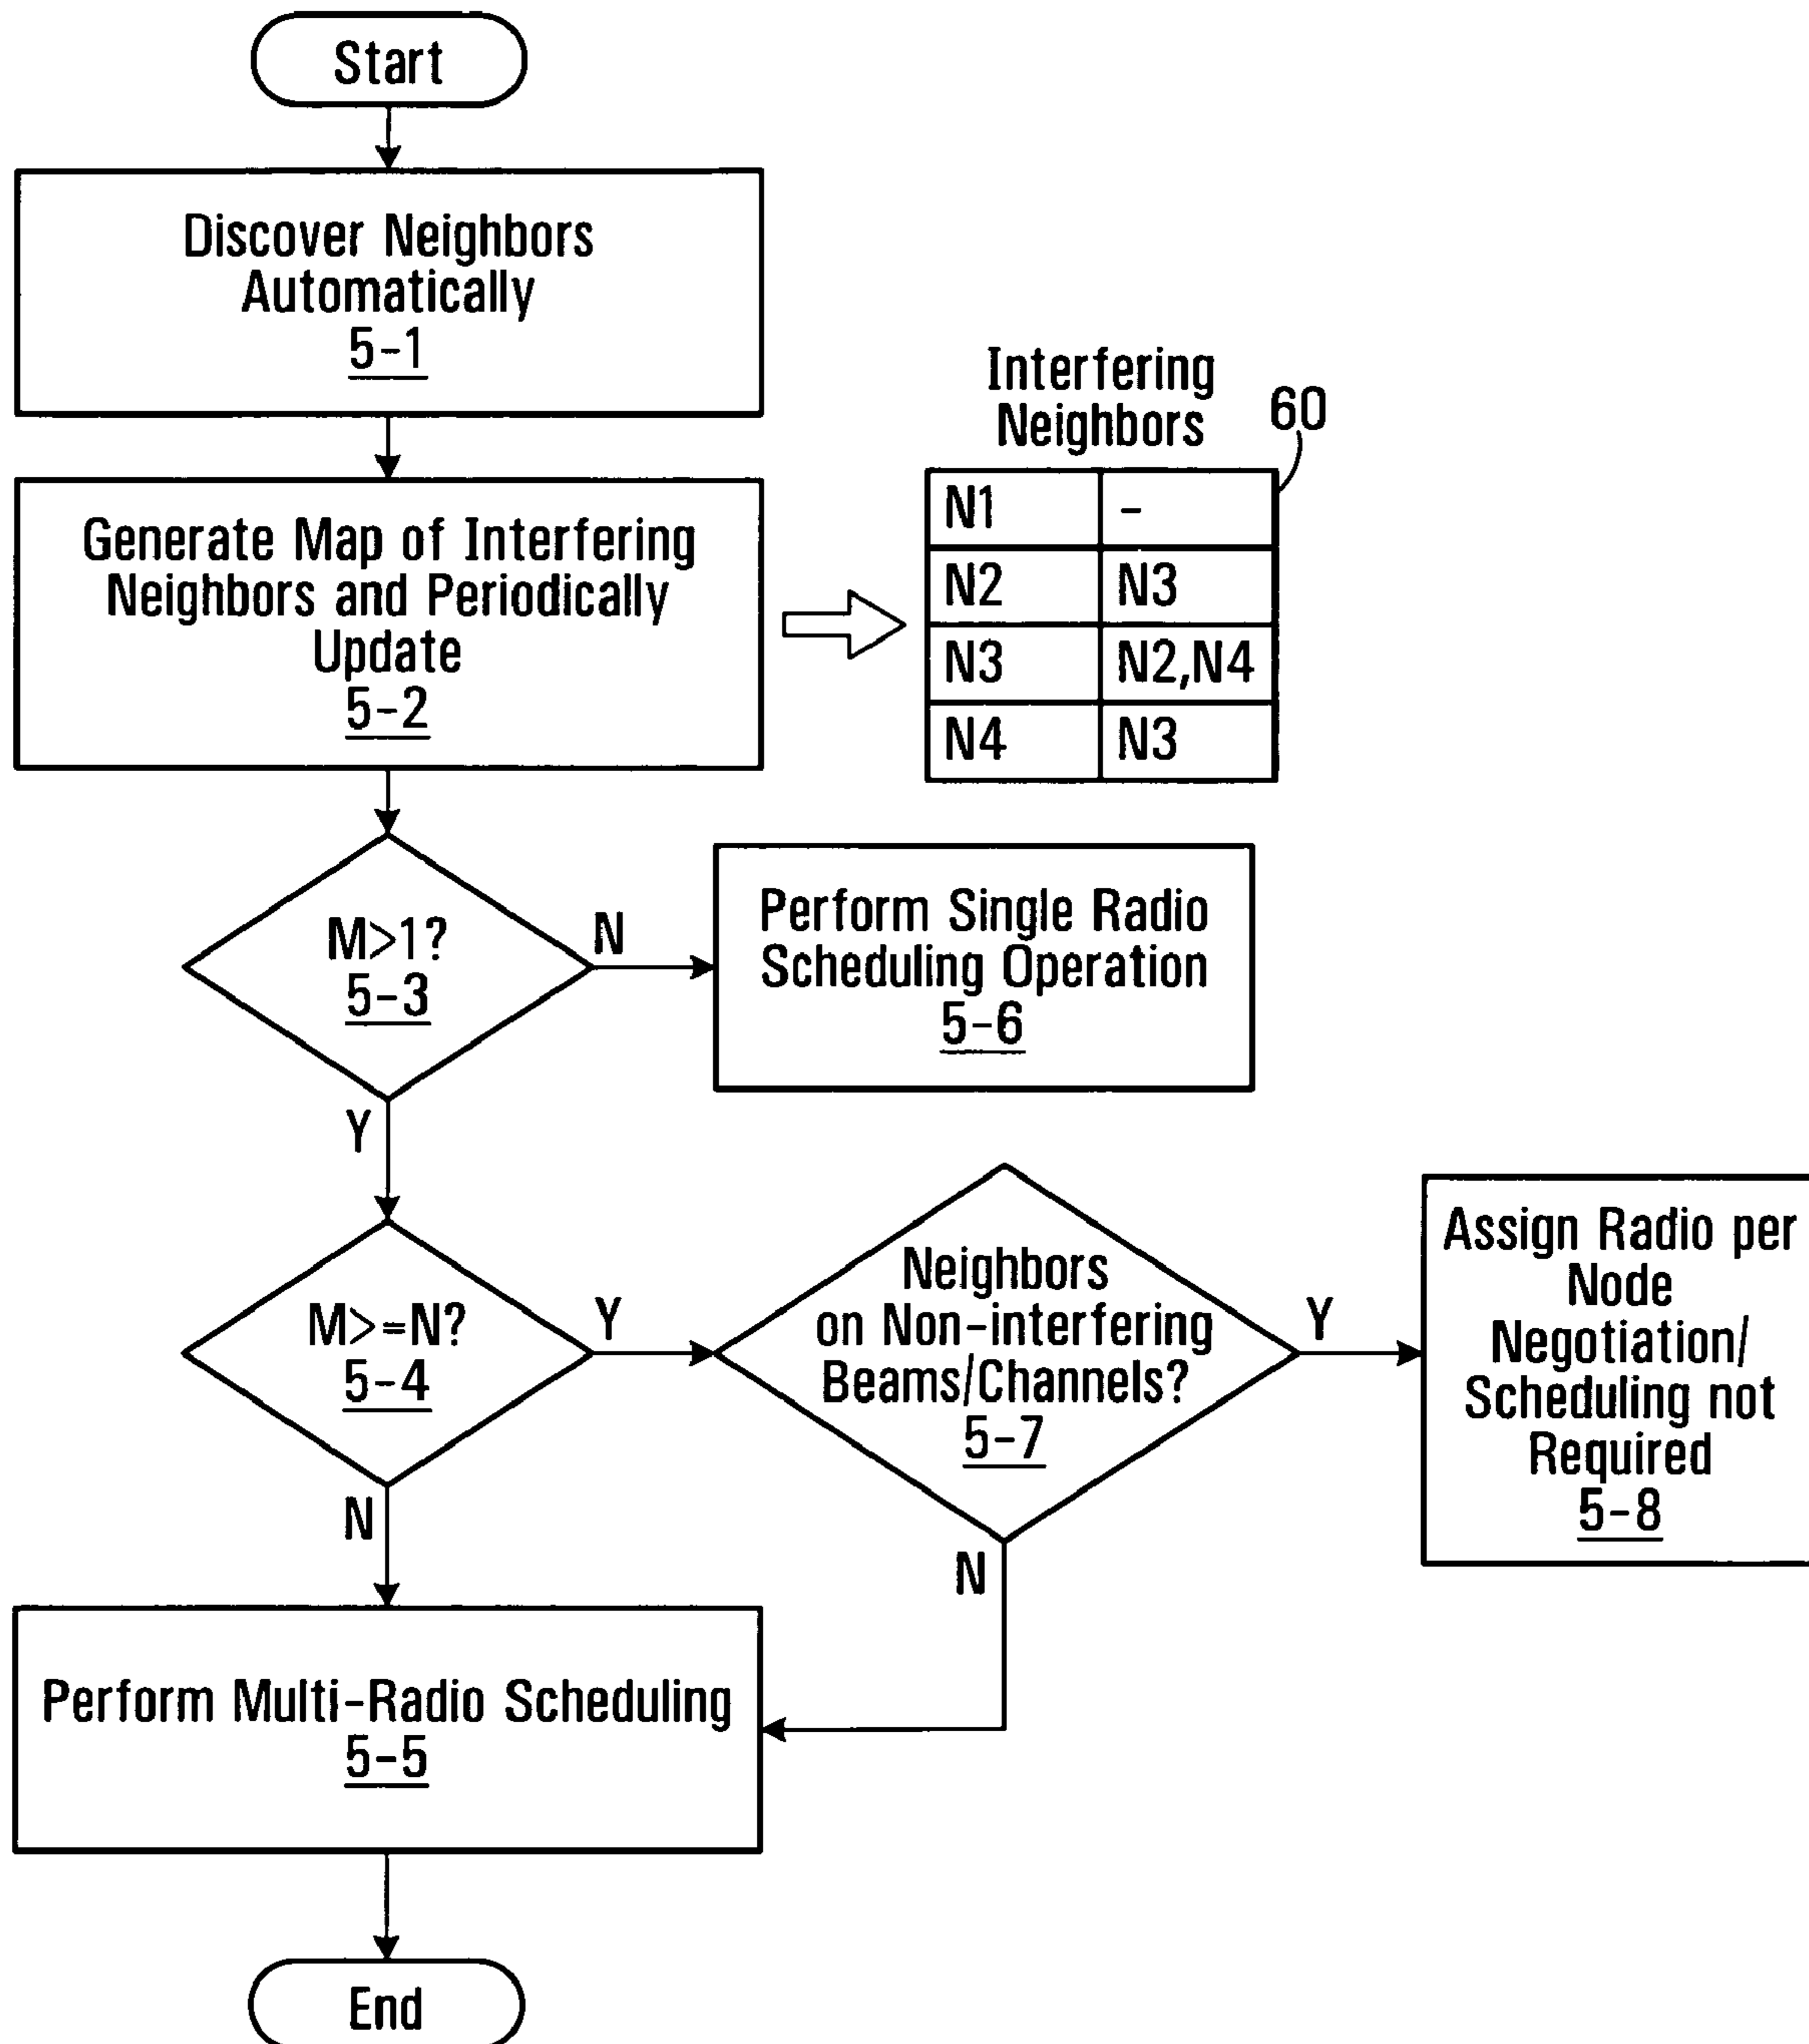 Start
Discover Neighbors
Automatically
5-1
Generate Map of Interfering
Neighbors and Periodically
Update
5-2
Interfering
Neighbors
60
N1 -
N2 N3
N3 N2,N4
N4 N3
M>1?
5-3
N
Perform Single Radio
Scheduling Operation
5-6
Y
M>=N?
5-4
Y
Neighbors
on Non-interfering
Beams/Channels?
5-7
Y
Assign Radio per
Node
Negotiation/
Scheduling not
Required
5-8
N
N
Perform Multi-Radio Scheduling
5-5
End